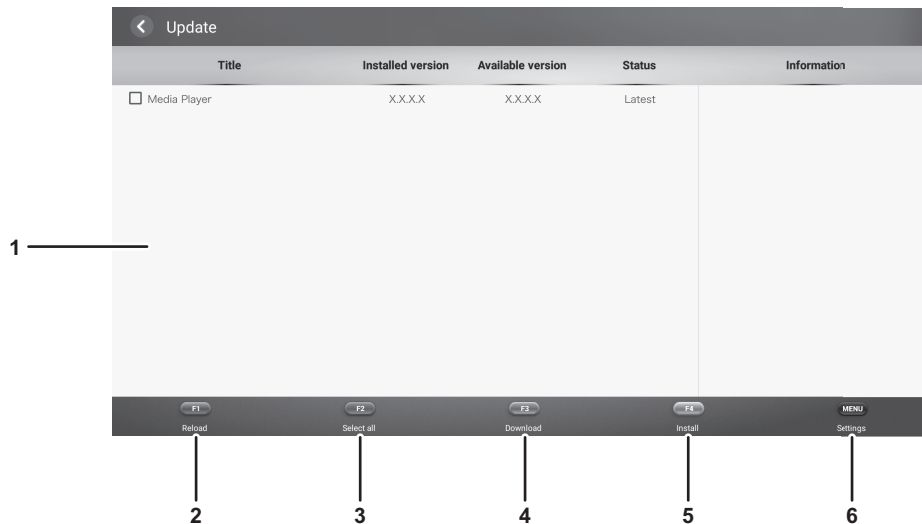 Update
Title Installed version Available version Status Information
Media Player X.X.X.X X.X.X.X Latest
1
F1 F2 F3 F4 MENU
Reload Select all Download Install Settings
2 3 4 5 6